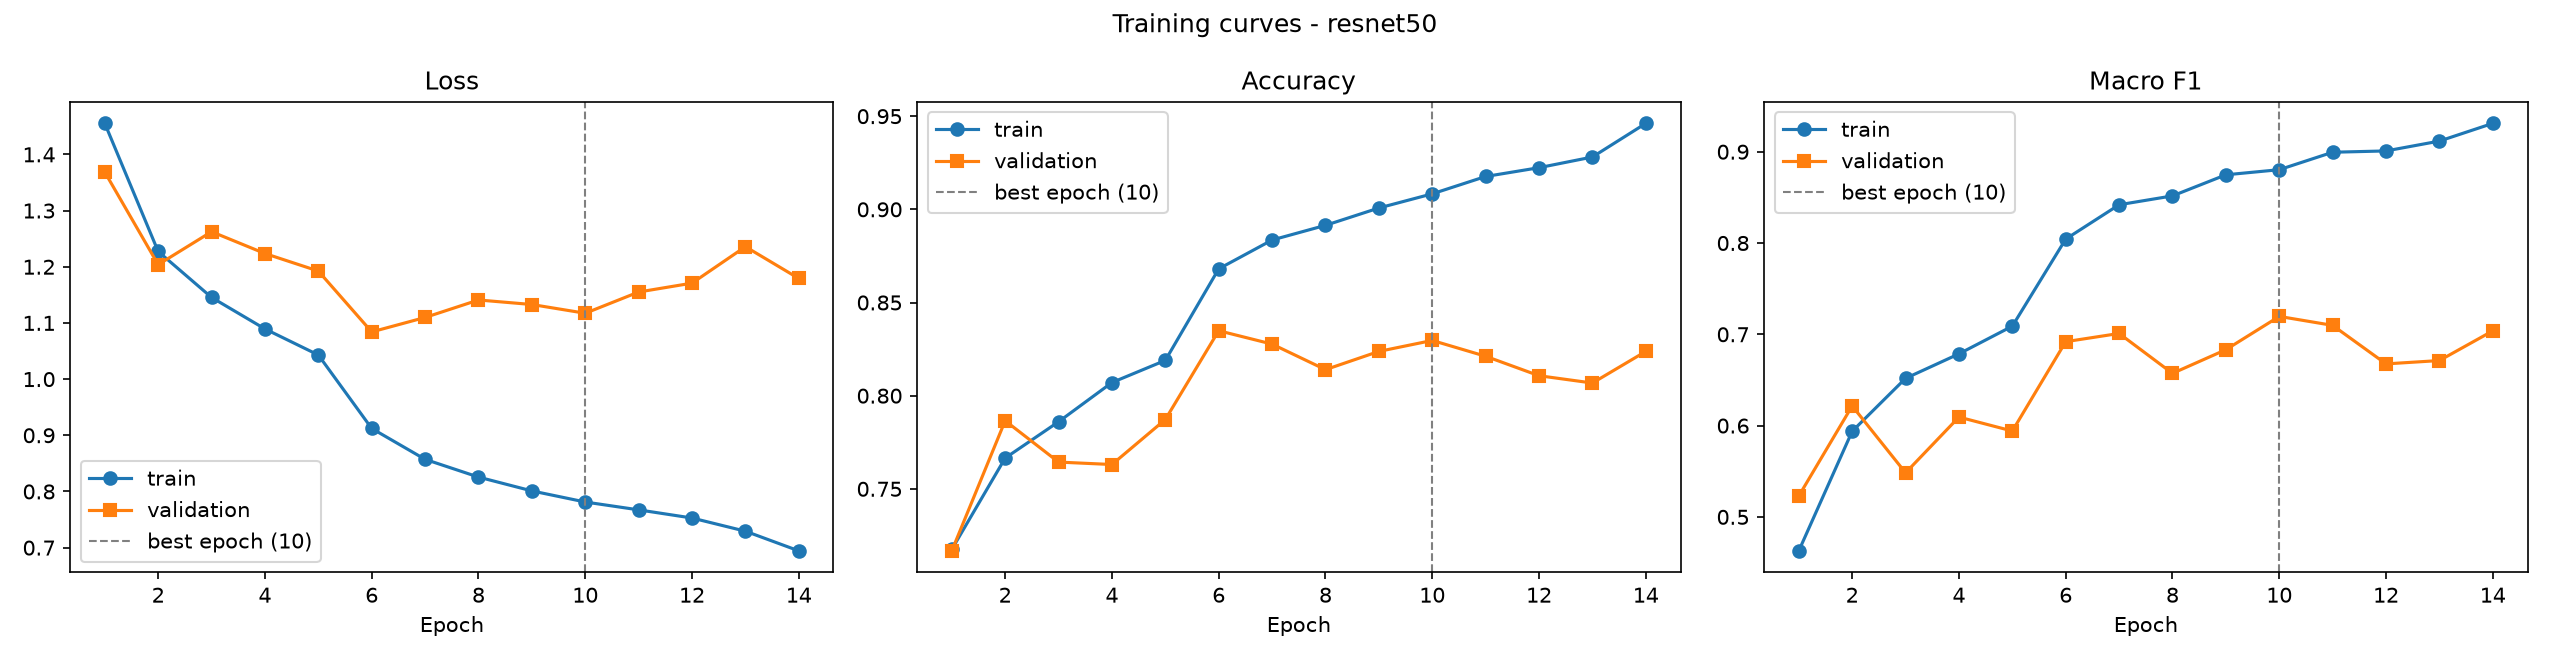 Training curves - resnet50
Loss
1.4
1.3
1.2
1.1
1.0
0.9
0.8
0.7
train
validation
best epoch (10)
2 4 6 8 10 12 14
Epoch
Accuracy
0.95
0.90
0.85
0.80
0.75
train
validation
best epoch (10)
2 4 6 8 10 12 14
Epoch
Macro F1
0.9
0.8
0.7
0.6
0.5
train
validation
best epoch (10)
2 4 6 8 10 12 14
Epoch